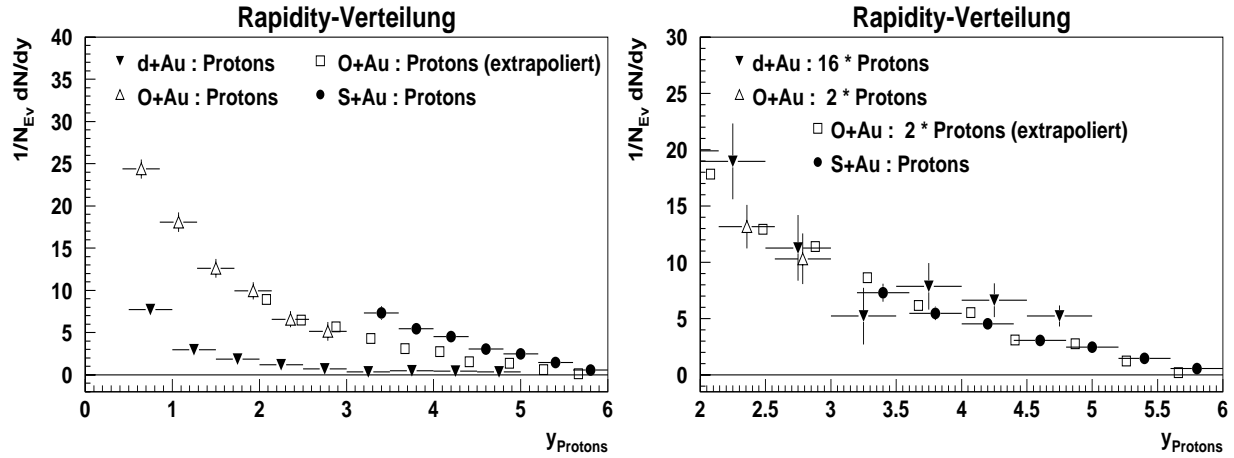 Rapidity-Verteilung
1/N_Ev dN/dy
40
35
30
25
20
15
10
5
0
d+Au : Protons
O+Au : Protons (extrapoliert)
O+Au : Protons
S+Au : Protons
0 1 2 3 4 5 6
y_Protons
Rapidity-Verteilung
1/N_Ev dN/dy
30
25
20
15
10
5
0
d+Au : 16 * Protons
O+Au : 2 * Protons
O+Au : 2 * Protons (extrapoliert)
S+Au : Protons
2 2.5 3 3.5 4 4.5 5 5.5 6
y_Protons